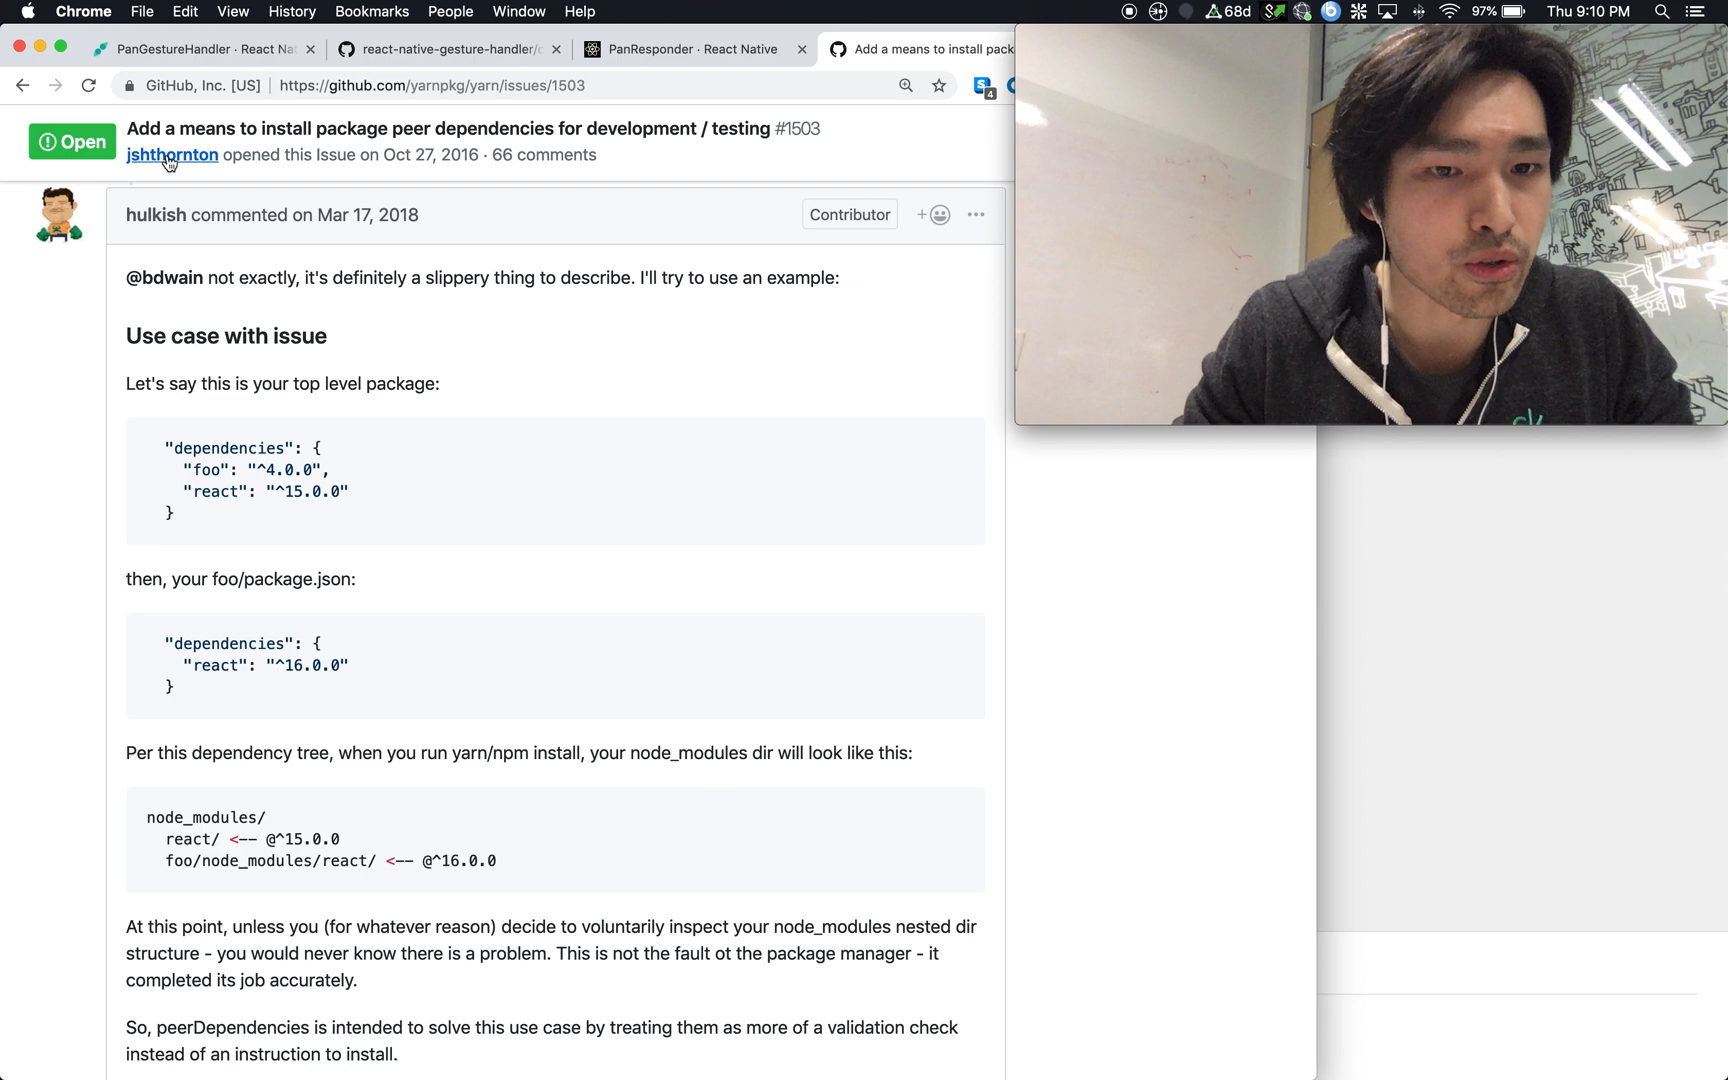 Chrome File Edit View History Bookmarks People Window Help
68d
97%
Thu 9:10 PM
PanGestureHandler · React Nat
react-native-gesture-handler/
PanResponder · React Native
Add a means to install pack
GitHub, Inc. [US]
https://github.com/yarnpkg/yarn/issues/1503
4
Open
Add a means to install package peer dependencies for development / testing #1503
jshthornton opened this Issue on Oct 27, 2016 · 66 comments
hulkish commented on Mar 17, 2018
Contributor
@bdwain not exactly, it's definitely a slippery thing to describe. I'll try to use an example:
Use case with issue
Let's say this is your top level package:
"dependencies": {
"foo": "^4.0.0",
"react": "^15.0.0"
}
then, your foo/package.json:
"dependencies": {
"react": "^16.0.0"
}
Per this dependency tree, when you run yarn/npm install, your node_modules dir will look like this:
node_modules/
react/ <-- @^15.0.0
foo/node_modules/react/ <-- @^16.0.0
At this point, unless you (for whatever reason) decide to voluntarily inspect your node_modules nested dir
structure - you would never know there is a problem. This is not the fault ot the package manager - it
completed its job accurately.
So, peerDependencies is intended to solve this use case by treating them as more of a validation check
instead of an instruction to install.